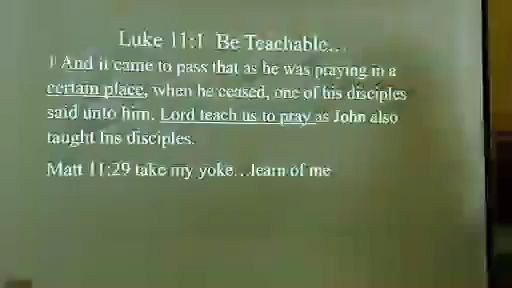 Luke 11:1 Be Teachable...
1 And it came to pass that as he was praying in a
certain place, when he ceased, one of his disciples
said unto him. Lord teach us to pray as John also
taught his disciples.
Matt 11:29 take my yoke...learn of me